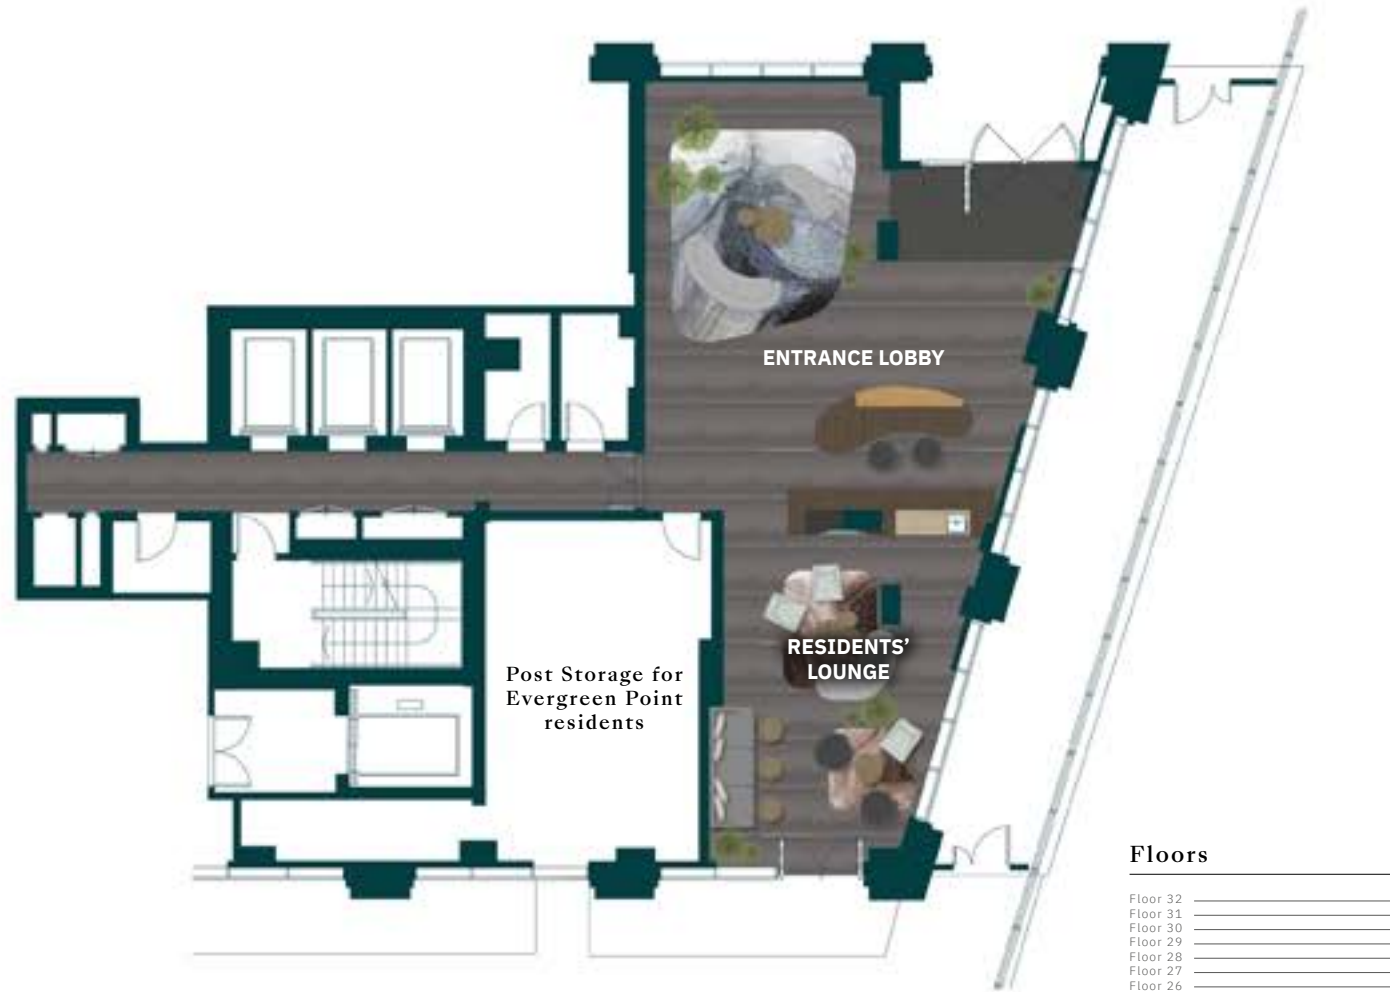 ENTRANCE LOBBY
RESIDENTS’
LOUNGE
Post Storage for
Evergreen Point
residents
Floors
Floor 32
Floor 31
Floor 30
Floor 29
Floor 28
Floor 27
Floor 26